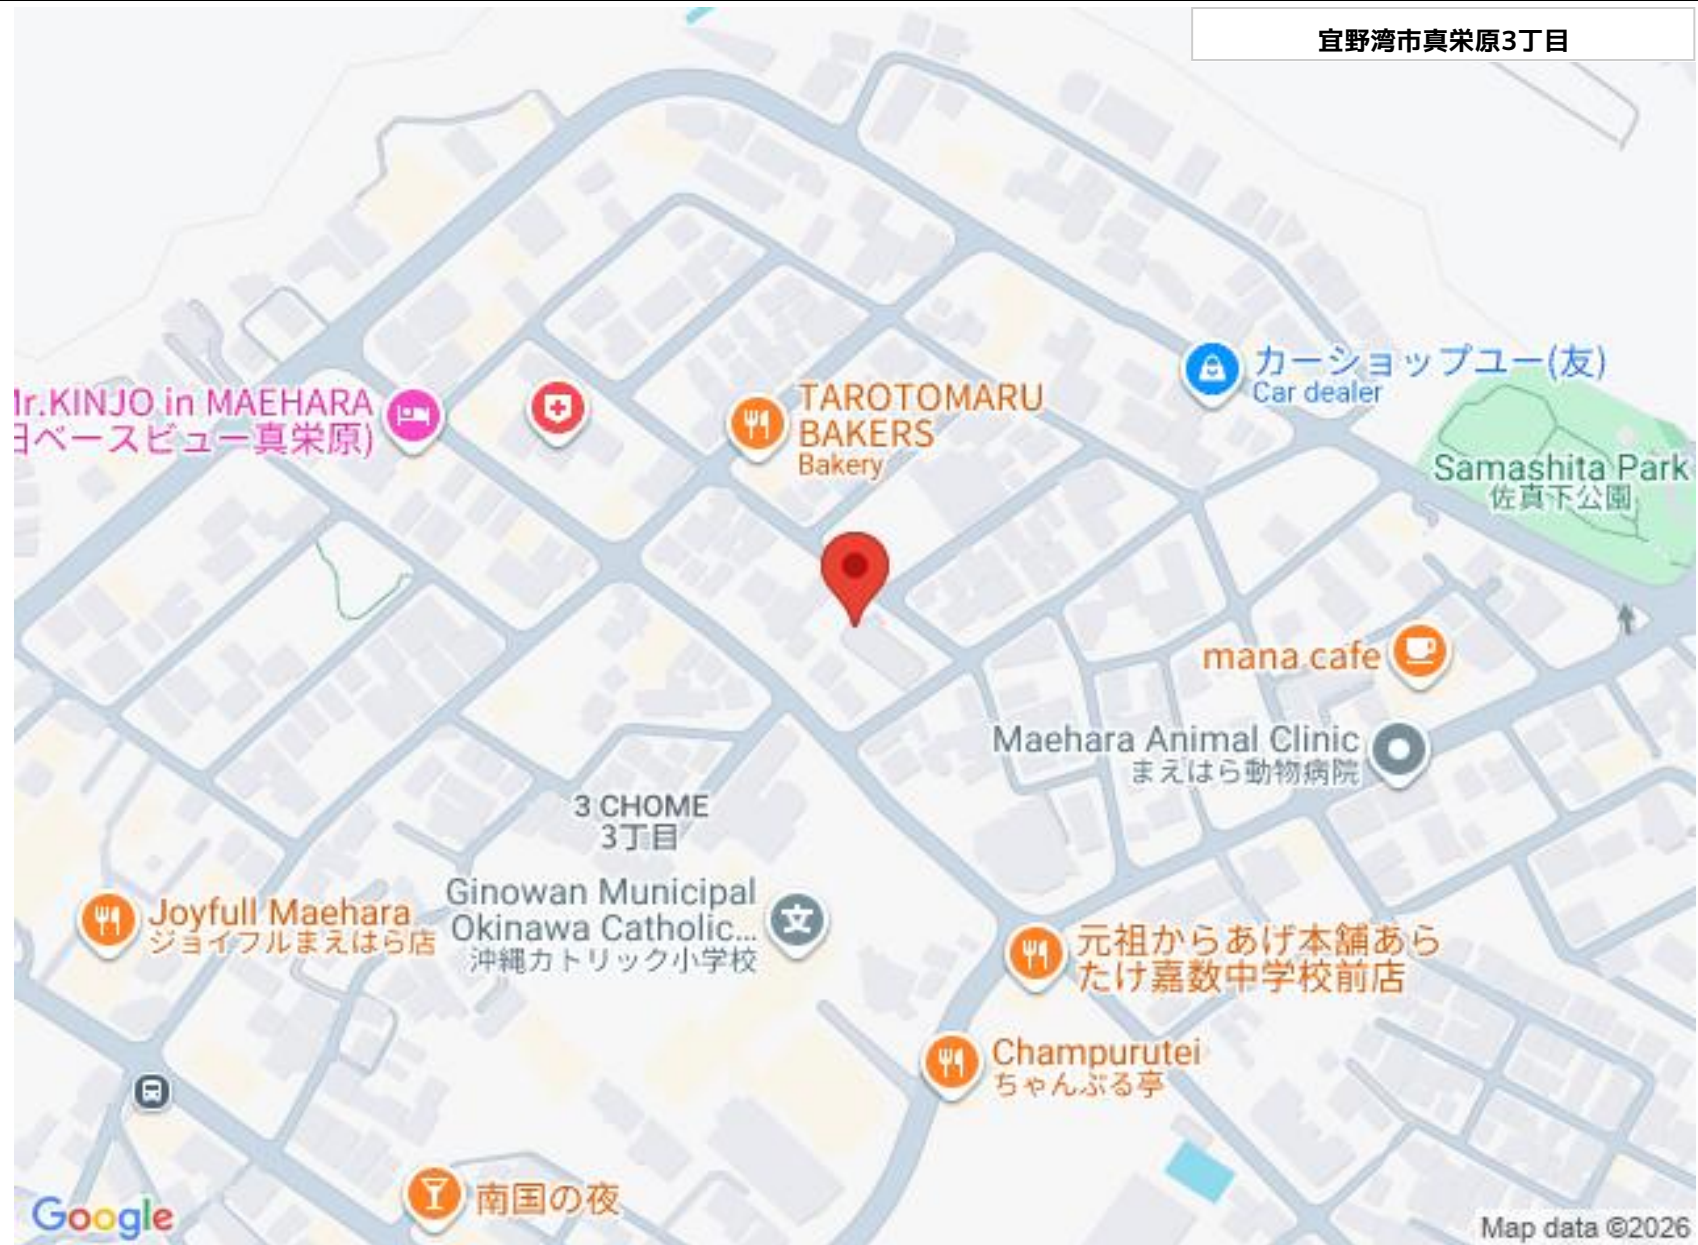 宜野湾市真栄原3丁目
カーショップユー(友)
Car dealer
Mr.KINJO in MAEHARA
旧ベースビュー真栄原)
TAROTOMARU
BAKERS
Bakery
Samashita Park
佐真下公園
mana cafe
Maehara Animal Clinic
まえはら動物病院
3 CHOME
3丁目
Joyfull Maehara
ジョイフルまえはら店
Ginowan Municipal
Okinawa Catholic...
沖縄カトリック小学校
元祖からあげ本舗あら
たけ嘉数中学校前店
Champurutei
ちゃんぷる亭
南国の夜
Google
Map data ©2026